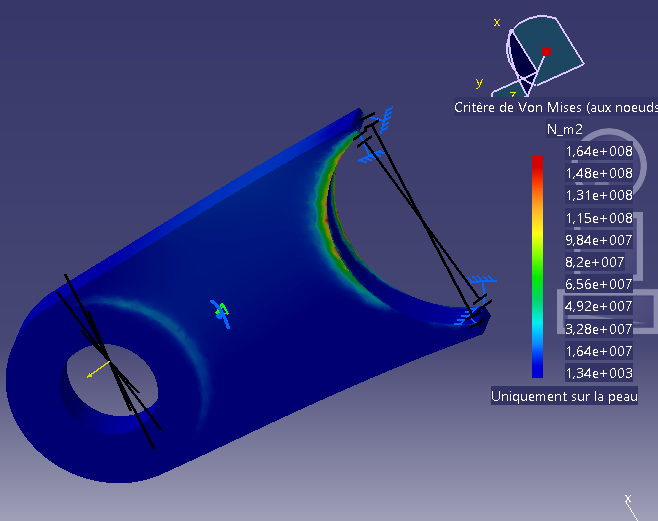 x
y
z
Critère de Von Mises (aux noeuds
N_m2
1,64e+008
1,48e+008
1,31e+008
1,15e+008
9,84e+007
8,2e+007
6,56e+007
4,92e+007
3,28e+007
1,64e+007
1,34e+003
Uniquement sur la peau
x